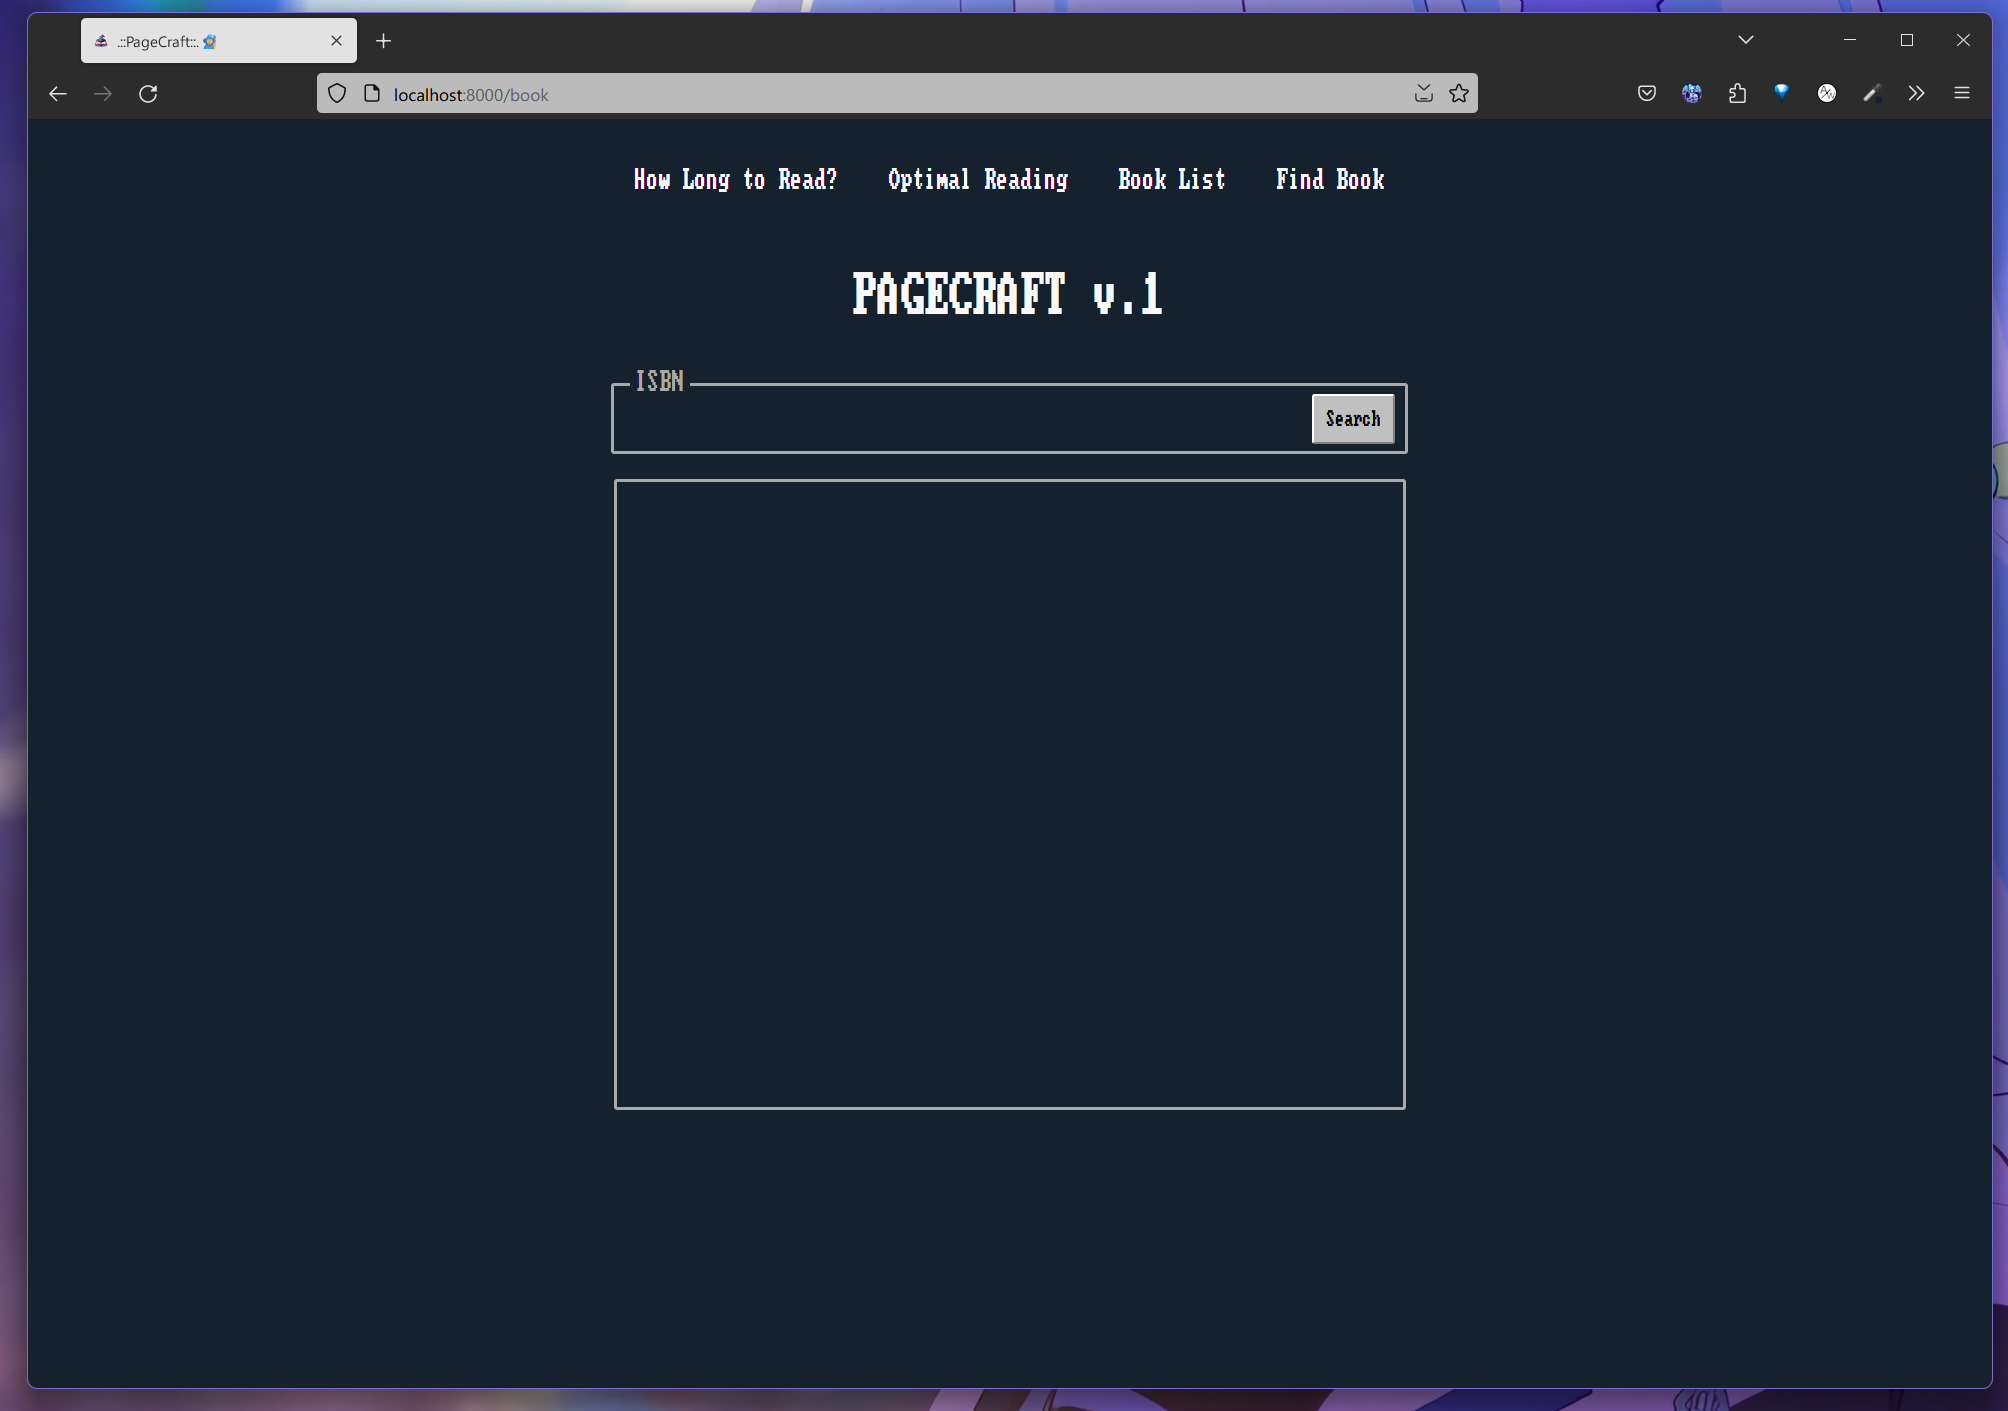 .::PageCraft::.
localhost:8000/book
How Long to Read? Optimal Reading Book List Find Book
PAGECRAFT v.1
ISBN
Search